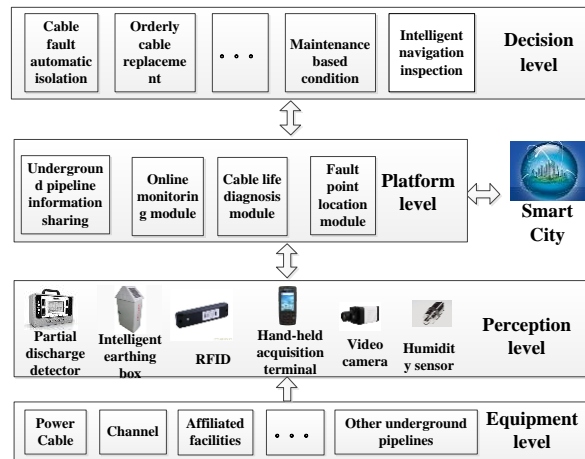 Cable
fault
automatic
isolation
Orderly
cable
replaceme
nt
• • •
Maintenance
based
condition
Intelligent
navigation
inspection
Decision
level
Undergroun
d pipeline
information
sharing
Online
monitorin
g module
Cable life
diagnosis
module
Fault
point
location
module
Platform
level
Smart
City
Partial
discharge
detector
Intelligent
earthing
box
RFID
Hand-held
acquisition
terminal
Video
camera
Humidit
y sensor
Perception
level
Power
Cable
Channel
Affiliated
facilities
• • •
Other underground
pipelines
Equipment
level